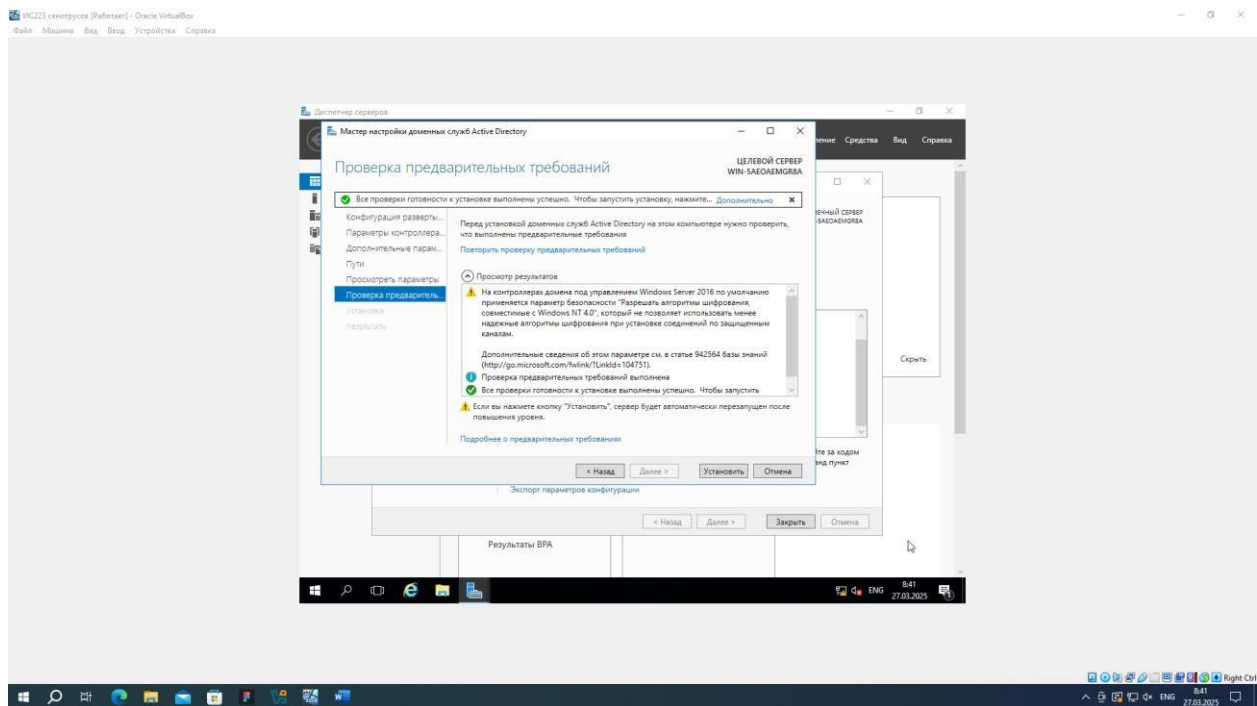 ИС223 сенотрусов [Работает] - Oracle VirtualBox
Файл Машина Вид Ввод Устройства Справка
Диспетчер серверов
Мастер настройки доменных служб Active Directory
Средства Вид Справка
Проверка предварительных требований
ЦЕЛЕВОЙ СЕРВЕР
WIN-5AEOAEMGR8A
Все проверки готовности к установке выполнены успешно. Чтобы запустить установку, нажмите... Дополнительно
Конфигурация разверты...
Параметры контроллера...
Дополнительные парам...
Пути
Просмотреть параметры
Проверка предваритель...
Установка
Результаты
Перед установкой доменных служб Active Directory на этом компьютере нужно проверить,
что выполнены предварительные требования
Повторить проверку предварительных требований
Просмотр результатов
На контроллерах домена под управлением Windows Server 2016 по умолчанию
применяется параметр безопасности "Разрешать алгоритмы шифрования,
совместимые с Windows NT 4.0", который не позволяет использовать менее
надежные алгоритмы шифрования при установке соединений по защищенным
каналам.
Дополнительные сведения об этом параметре см. в статье 942564 базы знаний
(http://go.microsoft.com/fwlink/?LinkId=104751).
Проверка предварительных требований выполнена
Все проверки готовности к установке выполнены успешно. Чтобы запустить
Если вы нажмете кнопку "Установить", сервер будет автоматически перезапущен после
повышения уровня.
Подробнее о предварительных требованиях
< Назад Далее > Установить Отмена
Скрыть
те за ходом
анд пункт
Экспорт параметров конфигурации
< Назад Далее > Закрыть Отмена
Результаты BPA
ENG 8:41
27.03.2025
Right Ctrl
ENG 8:41
27.03.2025